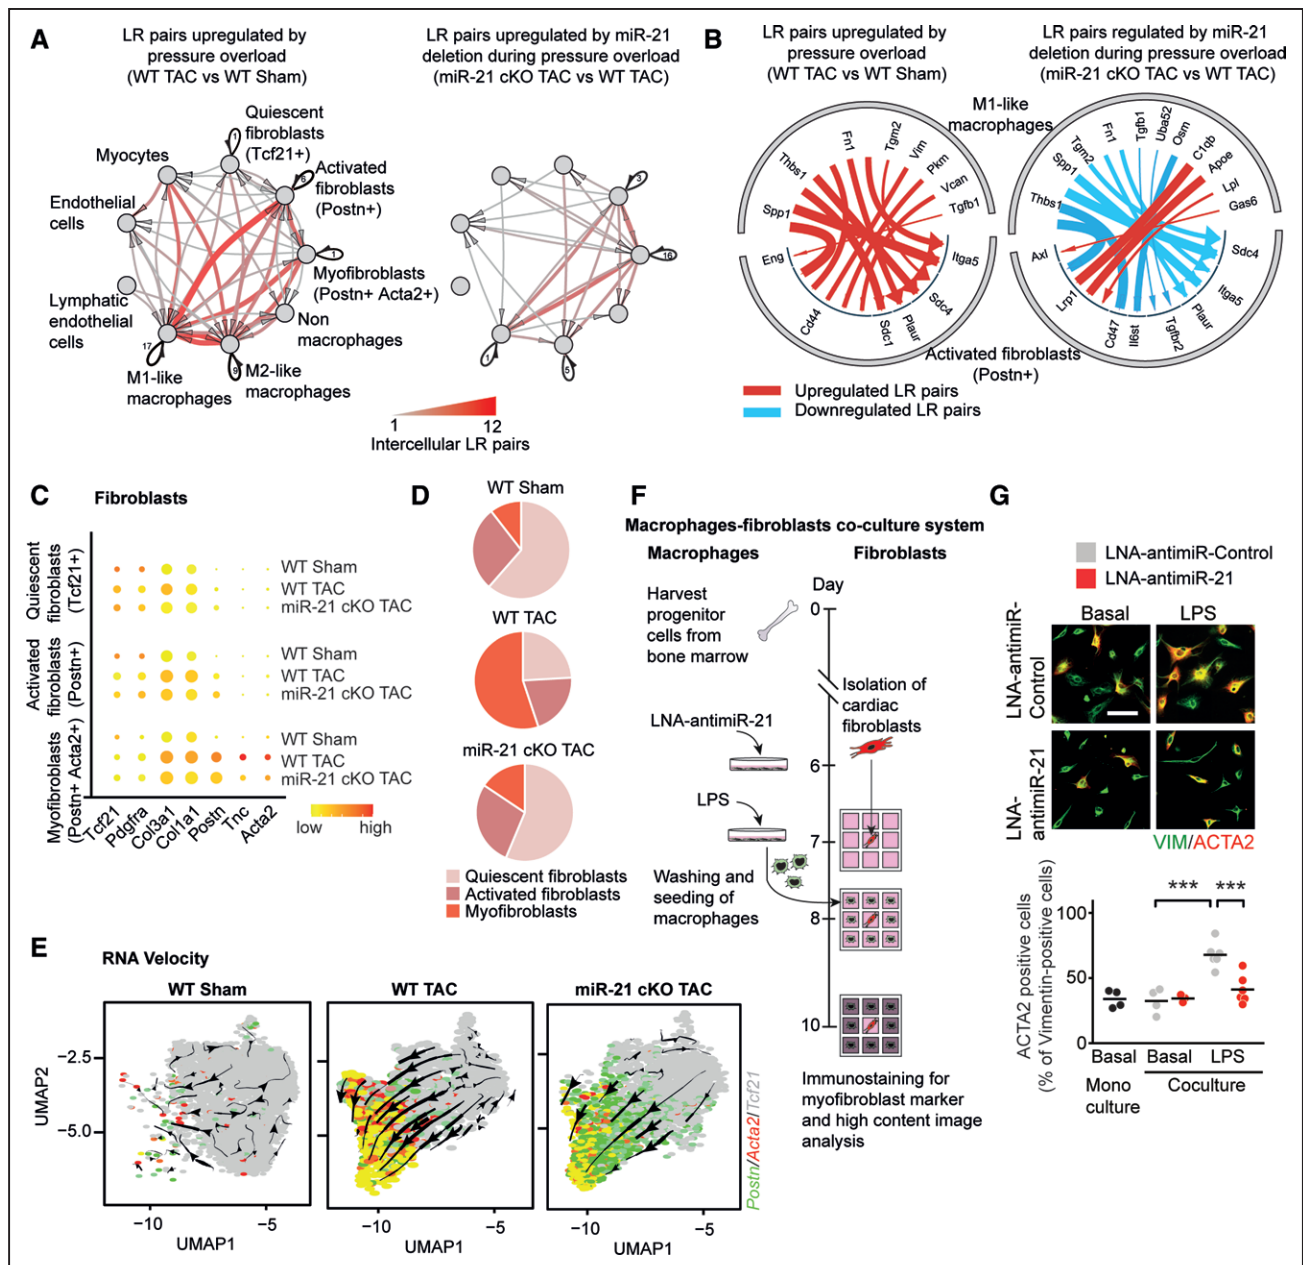 A
LR pairs upregulated by
pressure overload
(WT TAC vs WT Sham)
LR pairs upregulated by miR-21
deletion during pressure overload
(miR-21 cKO TAC vs WT TAC)
Quiescent
fibroblasts
(Tcf21+)
Myocytes
Activated
fibroblasts
(Postn+)
Endothelial
cells
Myofibroblasts
(Postn+ Acta2+)
Lymphatic
endothelial
cells
Non
macrophages
M1-like
macrophages
M2-like
macrophages
1
6
1
17
9
3
16
1
5
1
12
Intercellular LR pairs
B
LR pairs upregulated by
pressure overload
(WT TAC vs WT Sham)
LR pairs regulated by miR-21
deletion during pressure overload
(miR-21 cKO TAC vs WT TAC)
M1-like
macrophages
Spp1
Thbs1
Fn1
Tgm2
Vim
Pkm
Vcan
Tgfb1
Eng
Cd44
Sdc1
Plaur
Sdc4
Itga5
Thbs1
Spp1
Tgm2
Fn1
Tgfb1
Uba52
Osm
C1qb
Apoe
Lpl
Gas6
Axl
Lrp1
Cd47
Il6st
Tgfbr2
Plaur
Itga5
Sdc4
Activated fibroblasts
(Postn+)
Upregulated LR pairs
Downregulated LR pairs
C
Fibroblasts
Quiescent
fibroblasts
(Tcf21+)
WT Sham
WT TAC
miR-21 cKO TAC
Activated
fibroblasts
(Postn+)
WT Sham
WT TAC
miR-21 cKO TAC
Myofibroblasts
(Postn+ Acta2+)
WT Sham
WT TAC
miR-21 cKO TAC
Tcf21
Pdgfra
Col3a1
Col1a1
Postn
Tnc
Acta2
low
high
D
WT Sham
WT TAC
miR-21 cKO TAC
Quiescent fibroblasts
Activated fibroblasts
Myofibroblasts
E
RNA Velocity
WT Sham
WT TAC
miR-21 cKO TAC
UMAP2
−2.5
−5.0
−10
−5
−10
−5
−10
−5
UMAP1
UMAP1
UMAP1
Postn/Acta2/Tcf21
F
Macrophages-fibroblasts co-culture system
Macrophages
Fibroblasts
Day
Harvest
progenitor
cells from
bone marrow
0
Isolation of
cardiac
fibroblasts
LNA-antimiR-21
6
LPS
7
Washing and
seeding of
macrophages
8
10
Immunostaining for
myofibroblast marker
and high content image
analysis
G
LNA-antimiR-Control
LNA-antimiR-21
Basal
LPS
LNA-antimiR-
Control
LNA-
antimiR-21
VIM/ACTA2
ACTA2 positive cells
(% of Vimentin-positive cells)
100
50
0
***
***
Basal
Basal
LPS
Mono
culture
Coculture